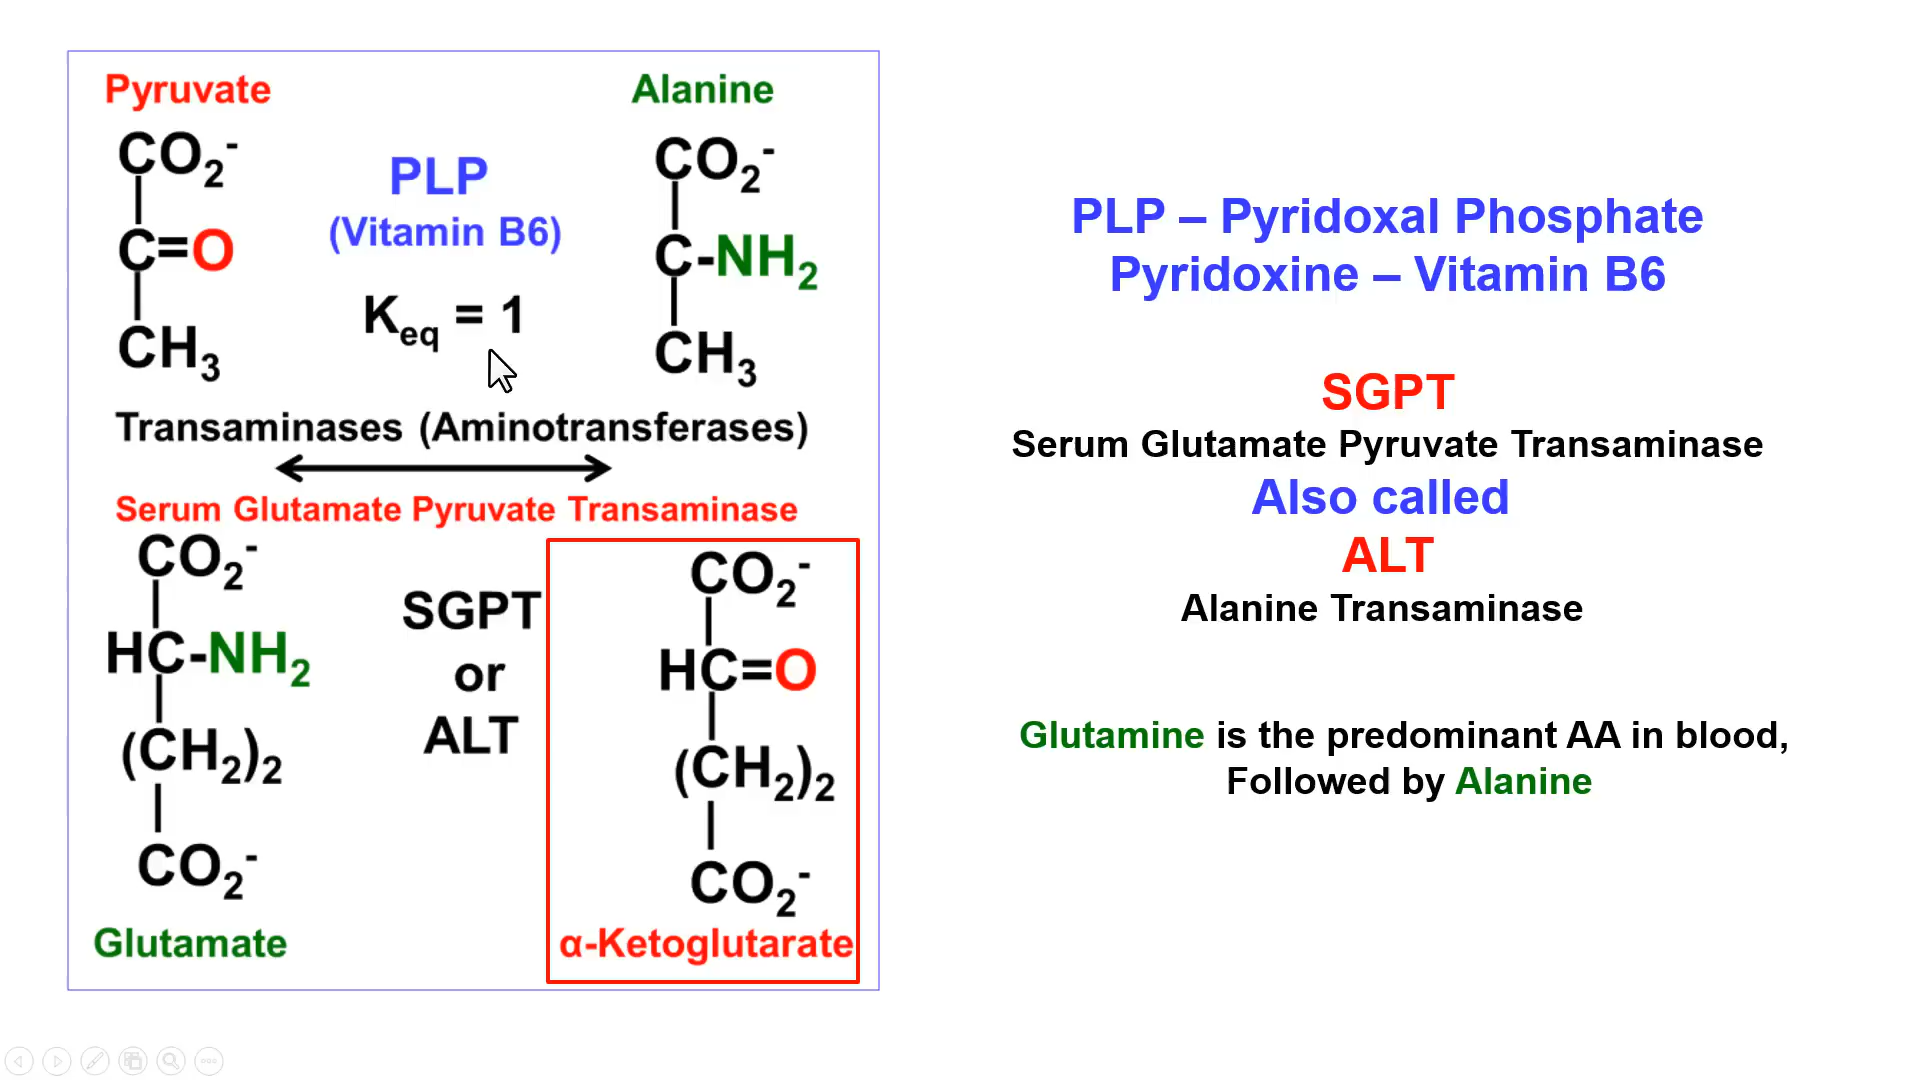 Pyruvate
CO₂⁻
C=O
CH₃
PLP
(Vitamin B6)
Keq = 1
Alanine
CO₂⁻
C-NH₂
CH₃
Transaminases (Aminotransferases)
Serum Glutamate Pyruvate Transaminase
CO₂⁻
HC-NH₂
(CH₂)₂
CO₂⁻
Glutamate
SGPT
or
ALT
CO₂⁻
HC=O
(CH₂)₂
CO₂⁻
α-Ketoglutarate
PLP – Pyridoxal Phosphate
Pyridoxine – Vitamin B6
SGPT
Serum Glutamate Pyruvate Transaminase
Also called
ALT
Alanine Transaminase
Glutamine is the predominant AA in blood,
Followed by Alanine